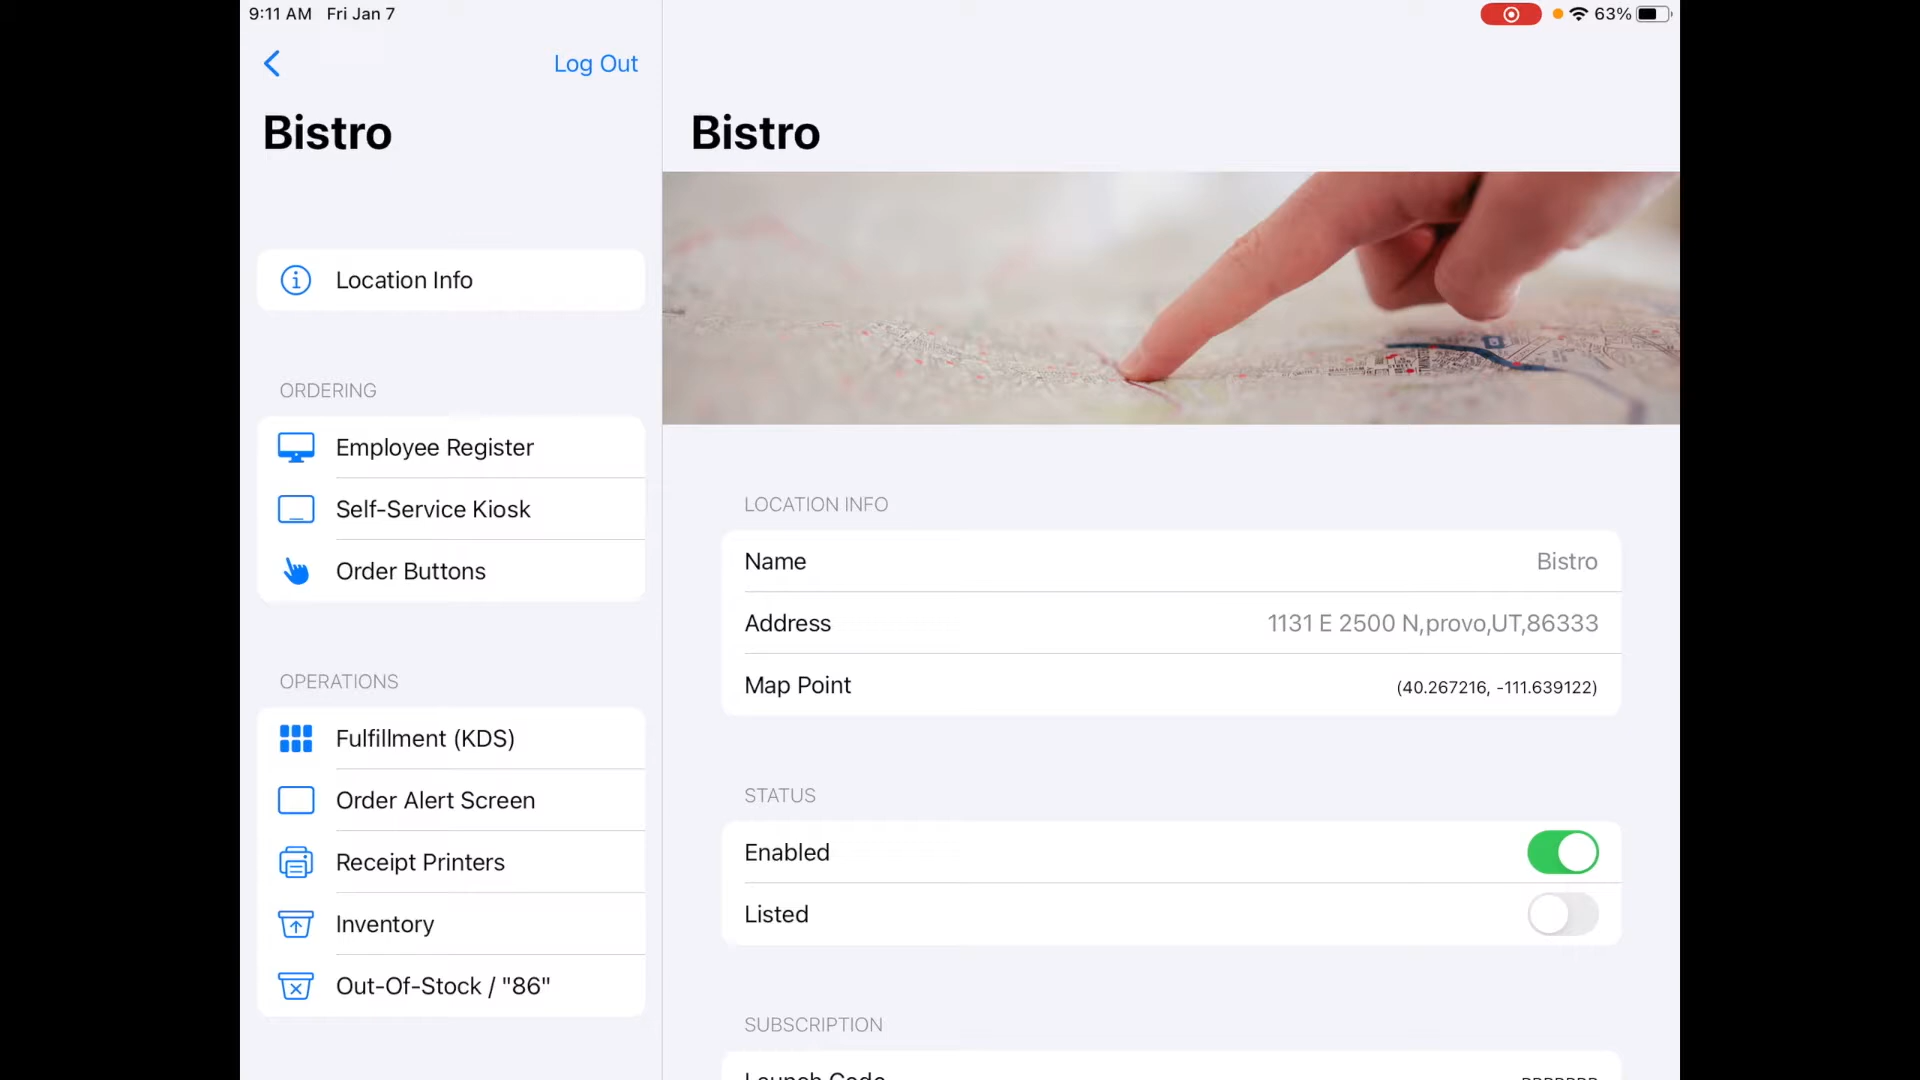 9:11 AM Fri Jan 7
63%
Log Out
Bistro
Bistro
Location Info
ORDERING
Employee Register
Self-Service Kiosk
Order Buttons
OPERATIONS
Fulfillment (KDS)
Order Alert Screen
Receipt Printers
Inventory
Out-Of-Stock / "86"
LOCATION INFO
Name Bistro
Address 1131 E 2500 N,provo,UT,86333
Map Point (40.267216, -111.639122)
STATUS
Enabled
Listed
SUBSCRIPTION
Launch Code